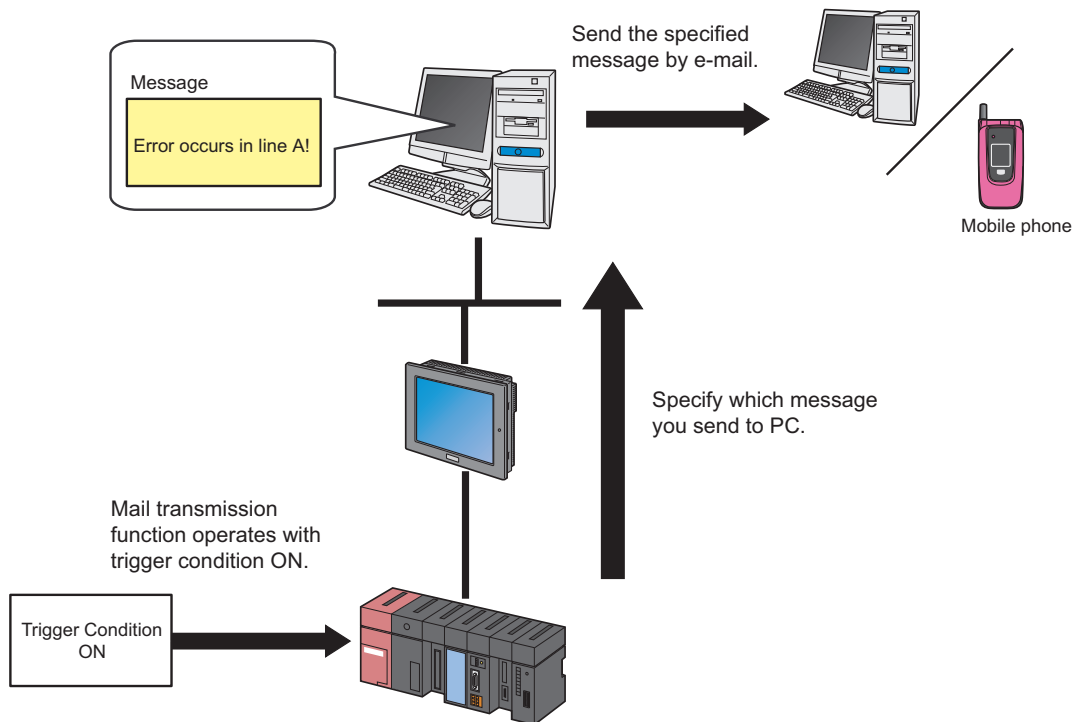 Send the specified
message by e-mail.
Message
Error occurs in line A!
Mobile phone
Specify which message
you send to PC.
Mail transmission
function operates with
trigger condition ON.
Trigger Condition
ON